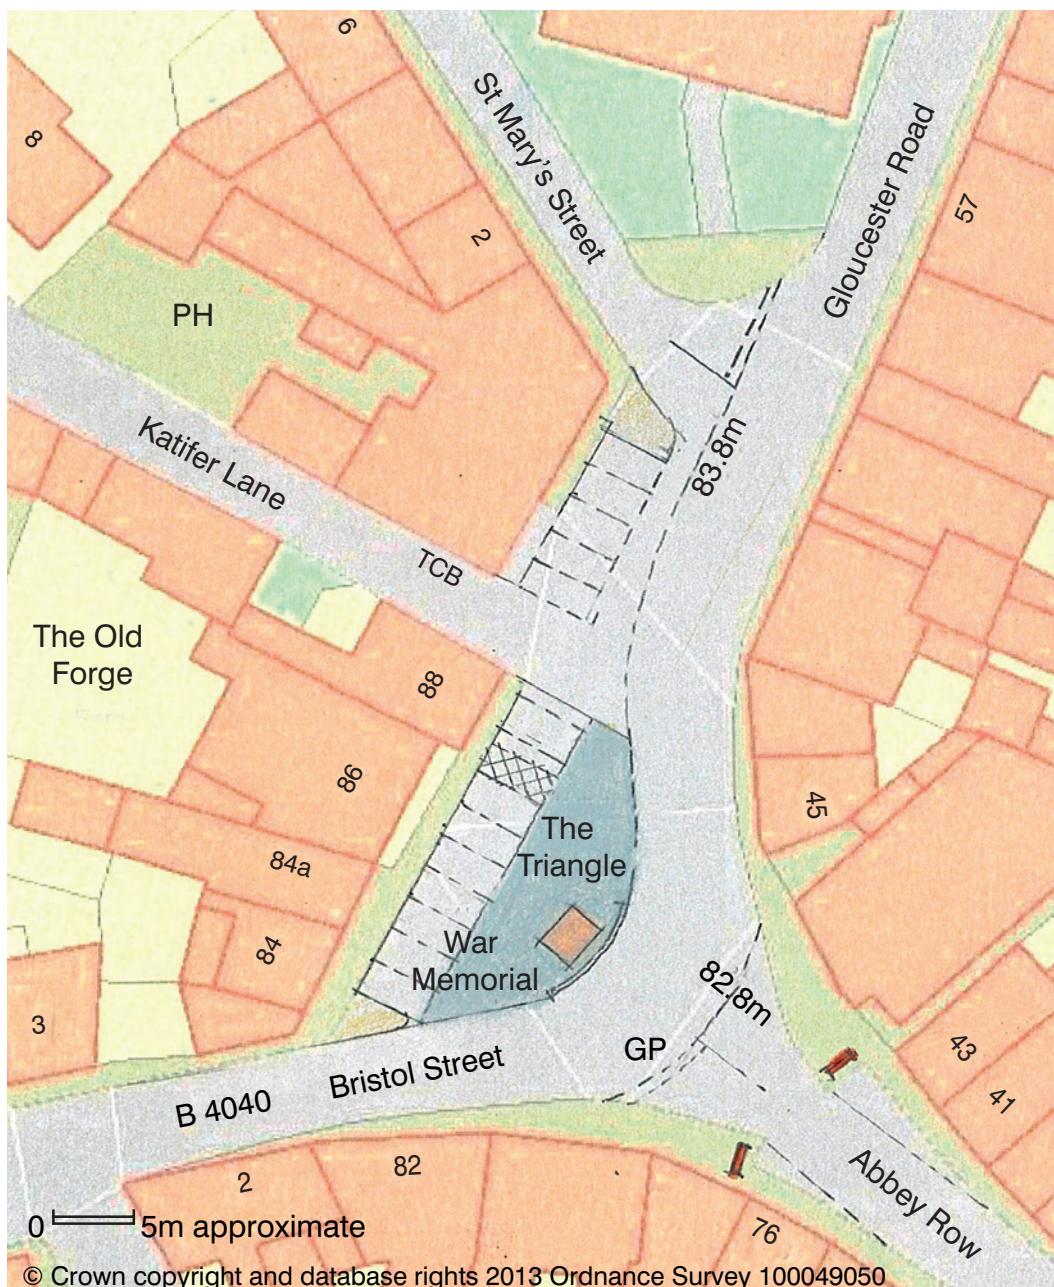 6
St Mary's Street
Gloucester Road
8
2
57
PH
Katifer Lane
83.8m
TCB
The Old
Forge
88
86
45
The
Triangle
84a
84
War
Memorial
82.8m
3
GP
43
41
Bristol Street
B 4040
Abbey Row
2
82
76
0 5m approximate
© Crown copyright and database rights 2013 Ordnance Survey 100049050